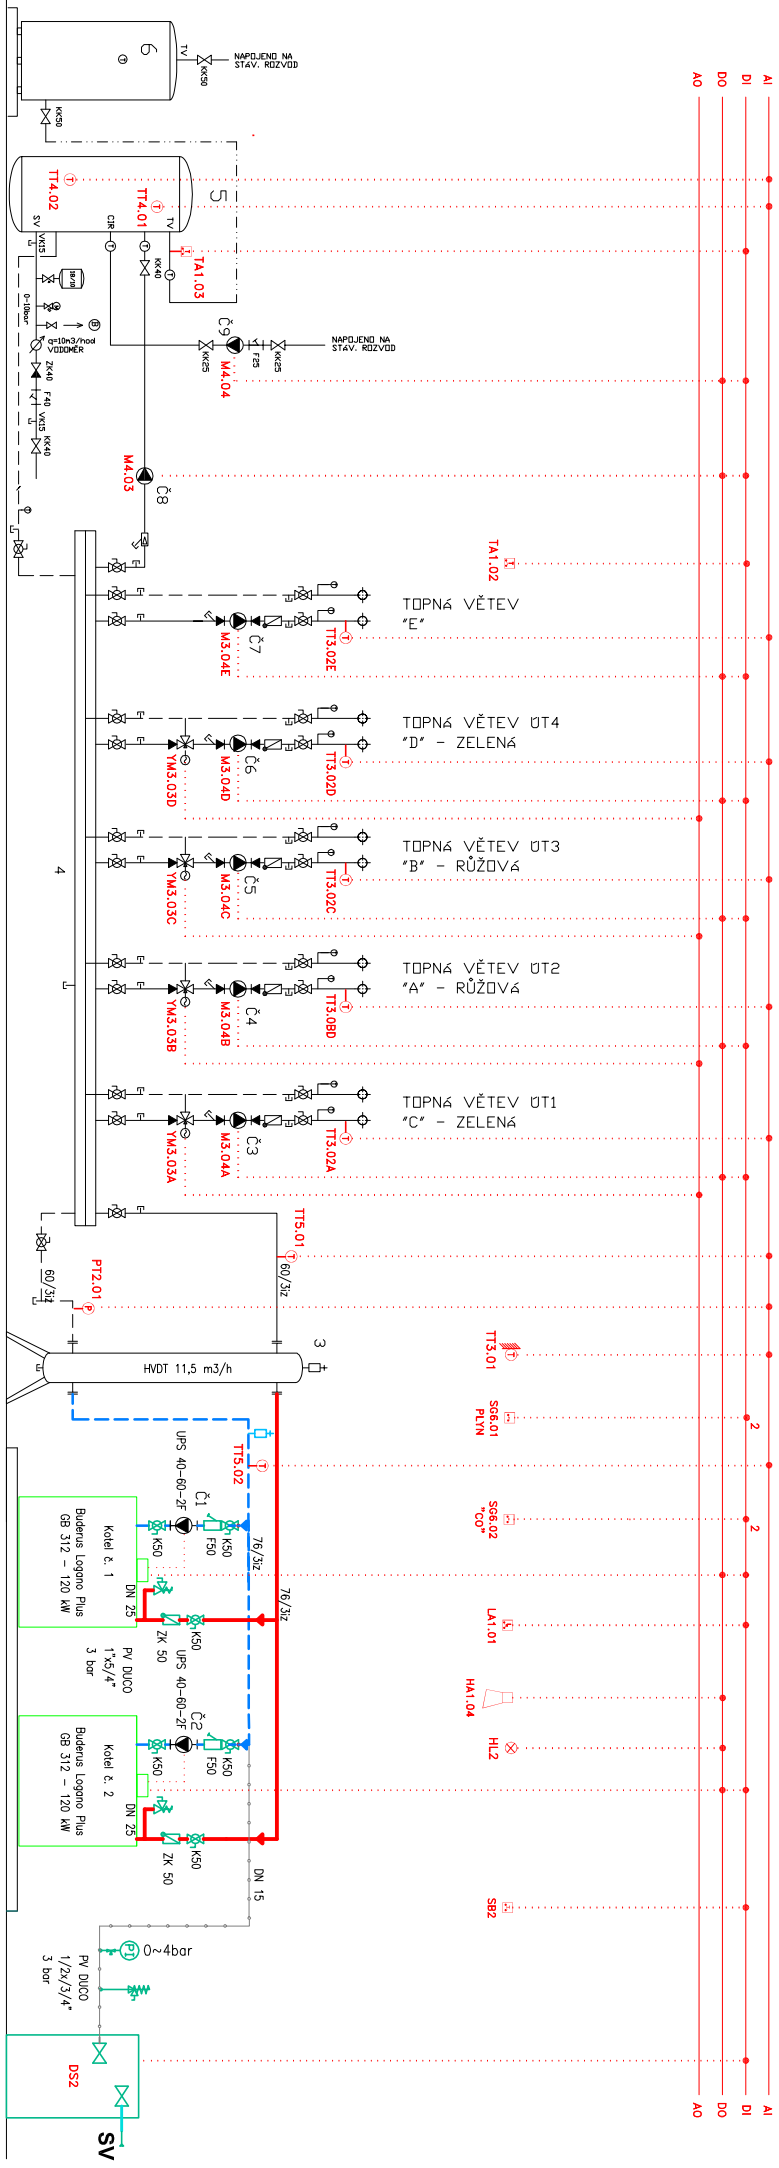 AO
DO
DI
AI
6
T
TV
KK50
NAPOJENO NA
STÁV. ROZVOD
KK50
5
TT4.02
T
TT4.01
T
SV
CIR
TV
T
T
T
VK15
KK40
TA1.03
0-10bar
B
q=10m3/hod
VODOMĚR
ZK40
F40
VK15
KK40
Č9
KK25
F25
KK25
M4.04
NAPOJENO NA
STÁV. ROZVOD
M4.03
Č8
TA1.02
TOPNÁ VĚTEV
"E"
TT3.02E
T
Č7
M3.04E
TOPNÁ VĚTEV ÚT4
"D" - ZELENÁ
TT3.02D
T
Č6
M3.04D
YM3.03D
TOPNÁ VĚTEV ÚT3
"B" - RŮŽOVÁ
TT3.02C
T
Č5
M3.04C
YM3.03C
4
TOPNÁ VĚTEV ÚT2
"A" - RŮŽOVÁ
TT3.0BD
T
Č4
M3.04B
YM3.03B
TOPNÁ VĚTEV ÚT1
"C" - ZELENÁ
TT3.02A
T
Č3
M3.04A
YM3.03A
TT5.01
T
60/3iz
60/3iz
PT2.01
P
3
HVDT 11,5 m3/h
TT3.01
T
SG6.01
PLYN
2
TT5.02
T
SG6.02
"CO"
2
UPS 40-60-2F
Č1
K50
F50
K50
76/3iz
76/3iz
Kotel č. 1
Buderus Logano Plus
GB 312 - 120 kW
DN 25
ZK 50
K50
PV DUCO
1"x5/4"
3 bar
LA1.01
HA1.04
HL2
UPS 40-60-2F
Č2
K50
F50
K50
Kotel č. 2
Buderus Logano Plus
GB 312 - 120 kW
DN 25
ZK 50
K50
DN 15
SB2
PI
0~4bar
PV DUCO
1/2x/3/4"
3 bar
DS2
SV
AO
DO
DI
AI